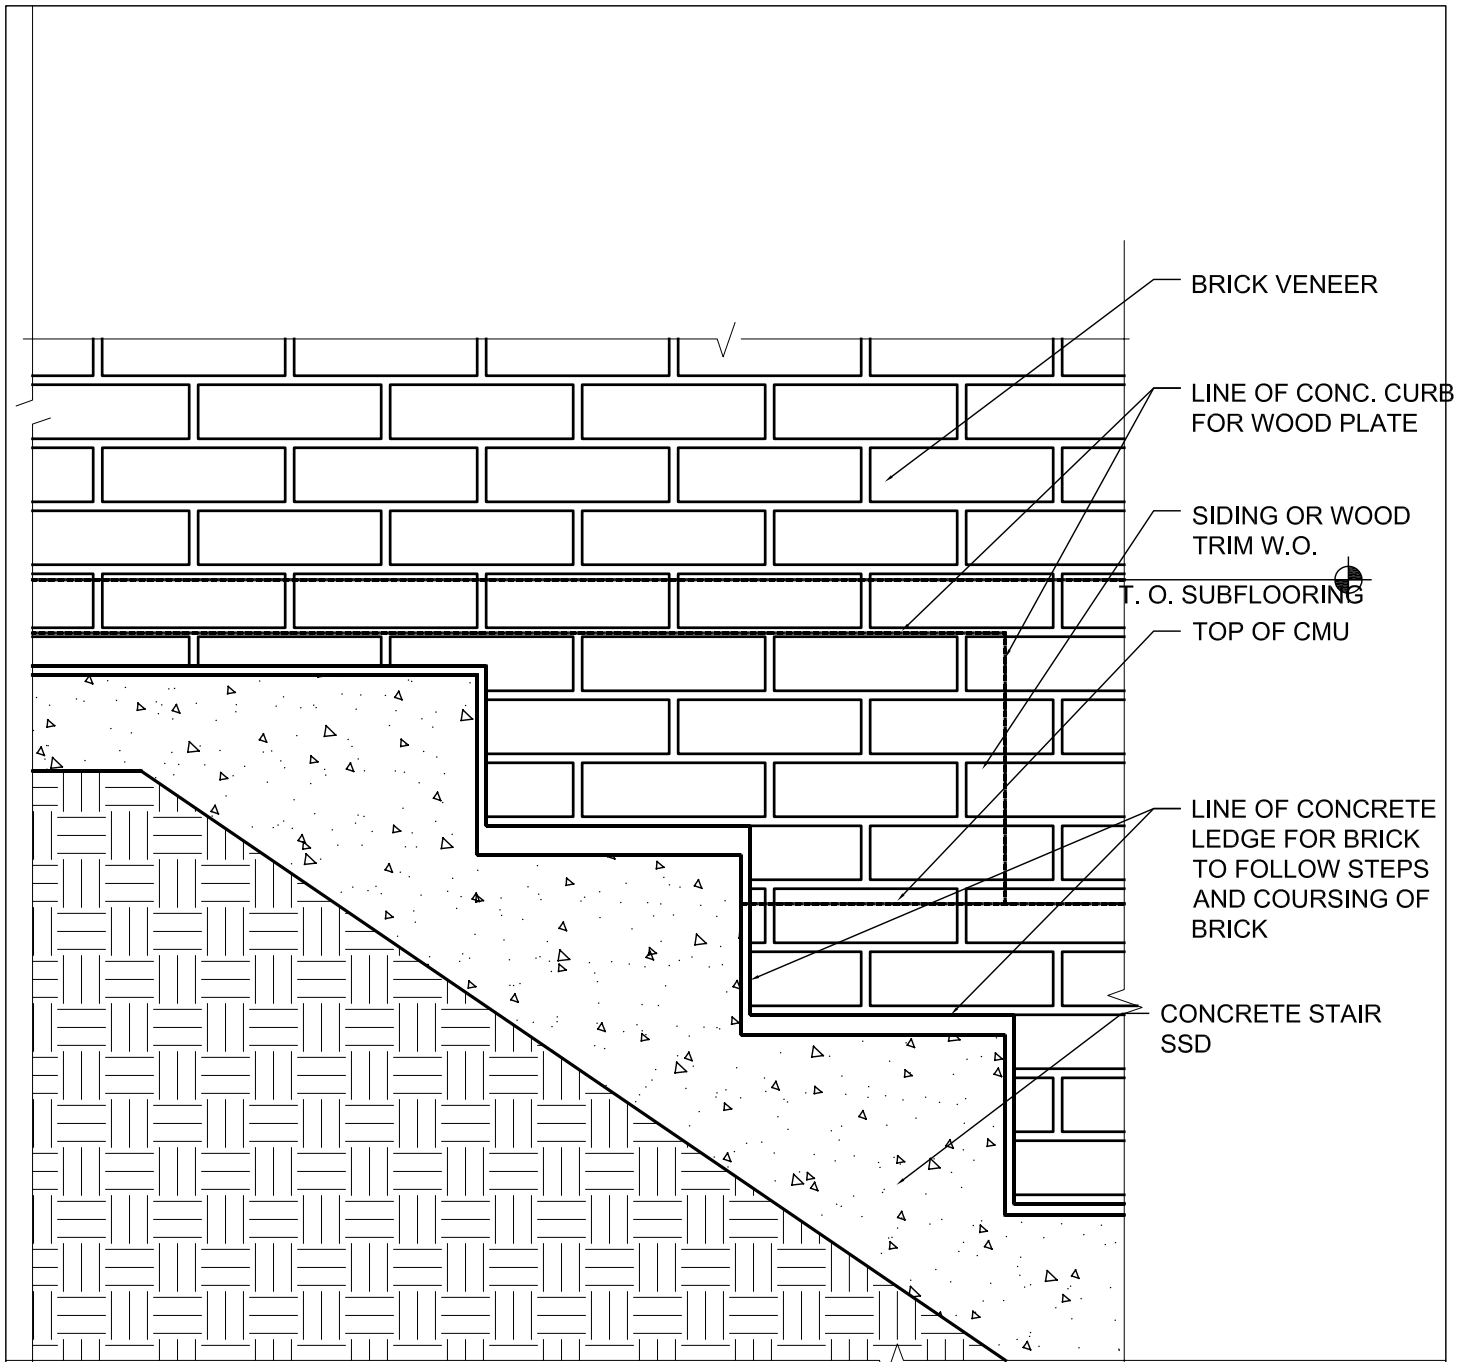 BRICK VENEER
LINE OF CONC. CURB
FOR WOOD PLATE
SIDING OR WOOD
TRIM W.O.
T. O. SUBFLOORING
TOP OF CMU
LINE OF CONCRETE
LEDGE FOR BRICK
TO FOLLOW STEPS
AND COURSING OF
BRICK
CONCRETE STAIR
SSD